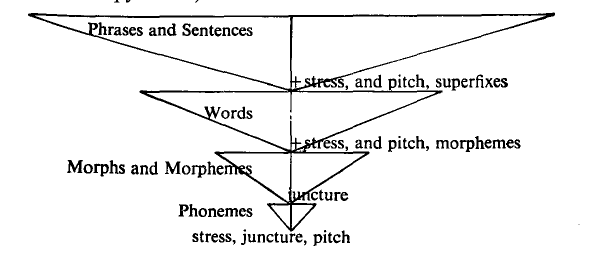 Phrases and Sentences
+stress, and pitch, superfixes
Words
+stress, and pitch, morphemes
Morphs and Morphemes
juncture
Phonemes
stress, juncture, pitch